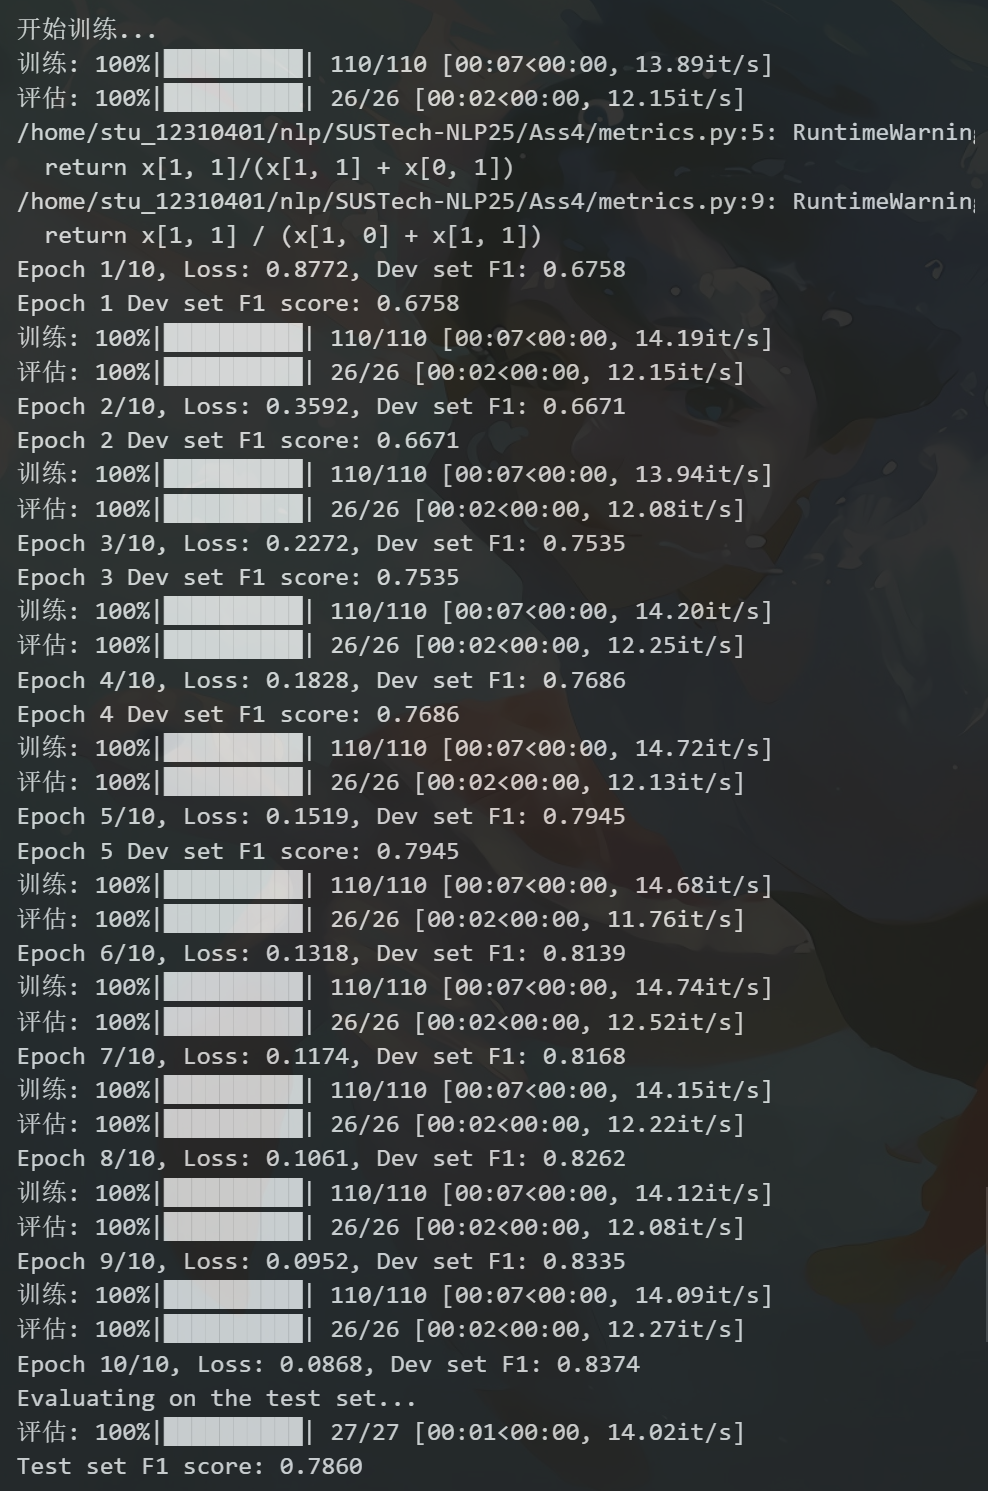 开始训练...
训练: 100%|██████████| 110/110 [00:07<00:00, 13.89it/s]
评估: 100%|██████████| 26/26 [00:02<00:00, 12.15it/s]
/home/stu_12310401/nlp/SUSTech-NLP25/Ass4/metrics.py:5: RuntimeWarning
  return x[1, 1]/(x[1, 1] + x[0, 1])
/home/stu_12310401/nlp/SUSTech-NLP25/Ass4/metrics.py:9: RuntimeWarning
  return x[1, 1] / (x[1, 0] + x[1, 1])
Epoch 1/10, Loss: 0.8772, Dev set F1: 0.6758
Epoch 1 Dev set F1 score: 0.6758
训练: 100%|██████████| 110/110 [00:07<00:00, 14.19it/s]
评估: 100%|██████████| 26/26 [00:02<00:00, 12.15it/s]
Epoch 2/10, Loss: 0.3592, Dev set F1: 0.6671
Epoch 2 Dev set F1 score: 0.6671
训练: 100%|██████████| 110/110 [00:07<00:00, 13.94it/s]
评估: 100%|██████████| 26/26 [00:02<00:00, 12.08it/s]
Epoch 3/10, Loss: 0.2272, Dev set F1: 0.7535
Epoch 3 Dev set F1 score: 0.7535
训练: 100%|██████████| 110/110 [00:07<00:00, 14.20it/s]
评估: 100%|██████████| 26/26 [00:02<00:00, 12.25it/s]
Epoch 4/10, Loss: 0.1828, Dev set F1: 0.7686
Epoch 4 Dev set F1 score: 0.7686
训练: 100%|██████████| 110/110 [00:07<00:00, 14.72it/s]
评估: 100%|██████████| 26/26 [00:02<00:00, 12.13it/s]
Epoch 5/10, Loss: 0.1519, Dev set F1: 0.7945
Epoch 5 Dev set F1 score: 0.7945
训练: 100%|██████████| 110/110 [00:07<00:00, 14.68it/s]
评估: 100%|██████████| 26/26 [00:02<00:00, 11.76it/s]
Epoch 6/10, Loss: 0.1318, Dev set F1: 0.8139
训练: 100%|██████████| 110/110 [00:07<00:00, 14.74it/s]
评估: 100%|██████████| 26/26 [00:02<00:00, 12.52it/s]
Epoch 7/10, Loss: 0.1174, Dev set F1: 0.8168
训练: 100%|██████████| 110/110 [00:07<00:00, 14.15it/s]
评估: 100%|██████████| 26/26 [00:02<00:00, 12.22it/s]
Epoch 8/10, Loss: 0.1061, Dev set F1: 0.8262
训练: 100%|██████████| 110/110 [00:07<00:00, 14.12it/s]
评估: 100%|██████████| 26/26 [00:02<00:00, 12.08it/s]
Epoch 9/10, Loss: 0.0952, Dev set F1: 0.8335
训练: 100%|██████████| 110/110 [00:07<00:00, 14.09it/s]
评估: 100%|██████████| 26/26 [00:02<00:00, 12.27it/s]
Epoch 10/10, Loss: 0.0868, Dev set F1: 0.8374
Evaluating on the test set...
评估: 100%|██████████| 27/27 [00:01<00:00, 14.02it/s]
Test set F1 score: 0.7860